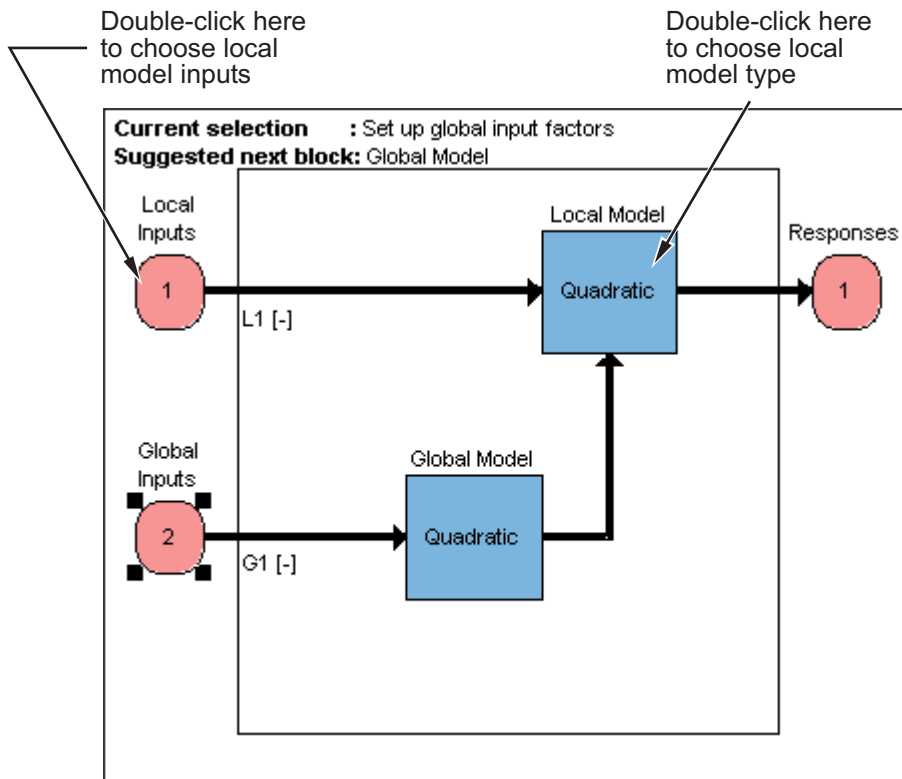 Double-click here
to choose local
model inputs
Double-click here
to choose local
model type
Current selection : Set up global input factors
Suggested next block: Global Model
Local
Inputs
Local Model
Responses
1
Quadratic
1
L1 [-]
Global
Inputs
Global Model
2
Quadratic
G1 [-]